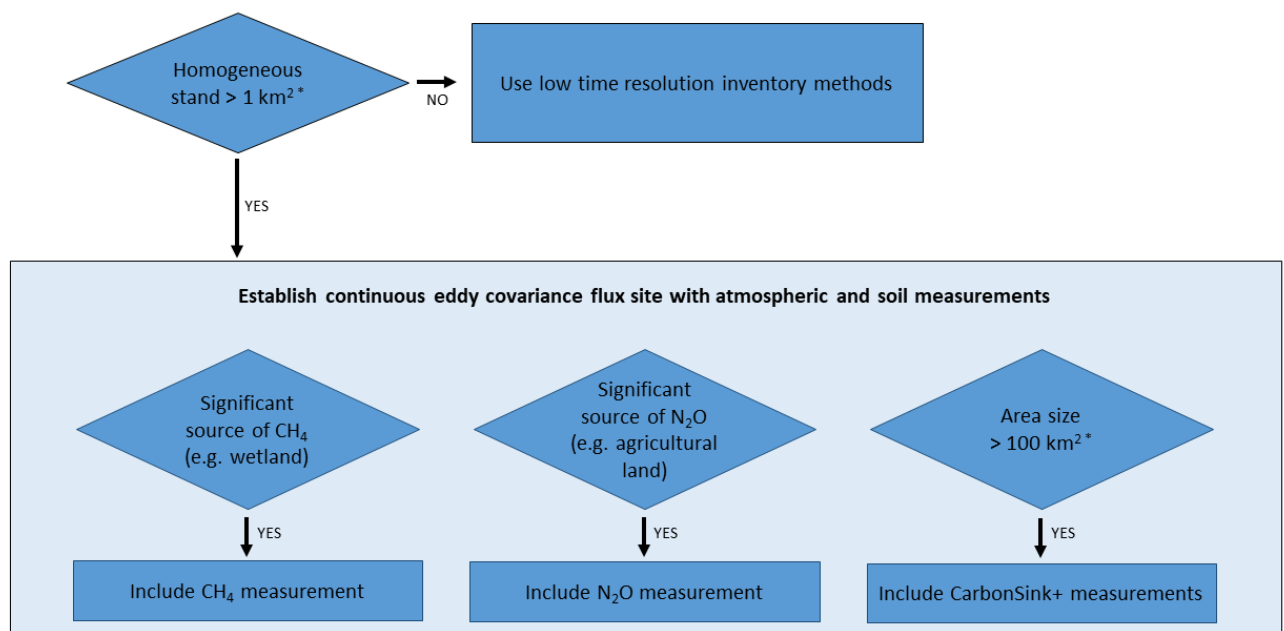 Homogeneous
stand > 1 km² *
NO
Use low time resolution inventory methods
YES
Establish continuous eddy covariance flux site with atmospheric and soil measurements
Significant
source of CH₄
(e.g. wetland)
Significant
source of N₂O
(e.g. agricultural
land)
Area size
> 100 km² *
YES
YES
YES
Include CH₄ measurement
Include N₂O measurement
Include CarbonSink+ measurements